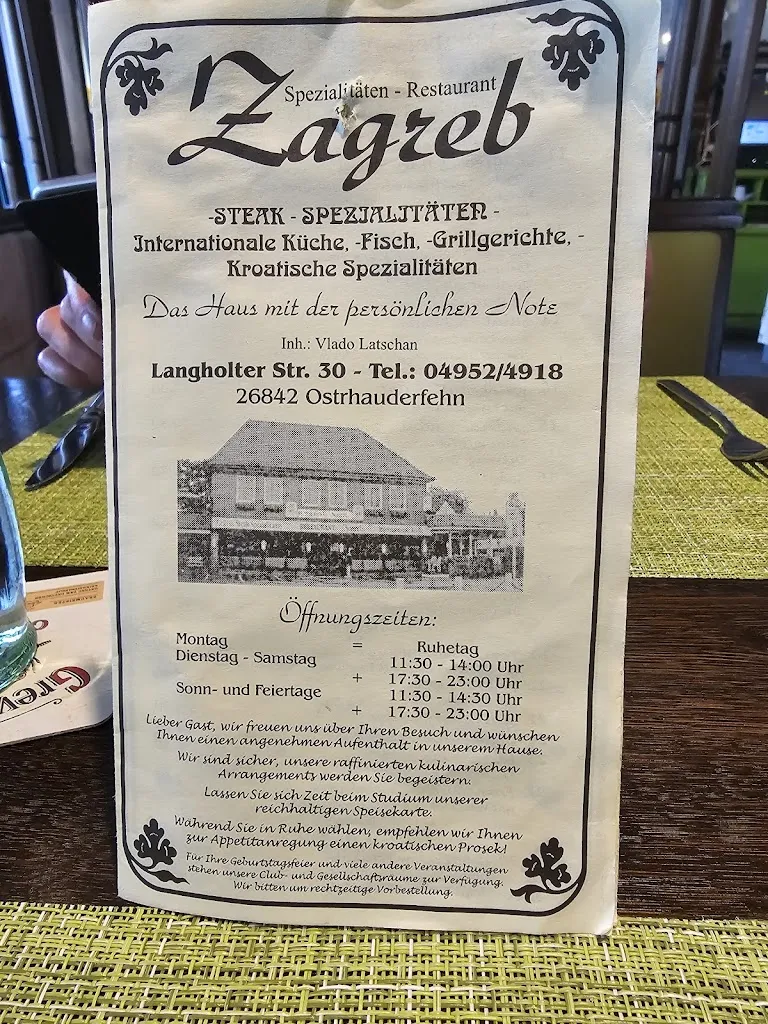 Spezialitäten - Restaurant
Zagreb
-STEAK - SPEZIALITÄTEN -
Internationale Küche, -Fisch, -Grillgerichte, -
Kroatische Spezialitäten
Das Haus mit der persönlichen Note
Inh.: Vlado Latschan
Langholter Str. 30 - Tel.: 04952/4918
26842 Ostrhauderfehn
Öffnungszeiten:
Montag = Ruhetag
Dienstag - Samstag 11:30 - 14:00 Uhr
+ 17:30 - 23:00 Uhr
Sonn- und Feiertage 11:30 - 14:30 Uhr
+ 17:30 - 23:00 Uhr
Lieber Gast, wir freuen uns über Ihren Besuch und wünschen
Ihnen einen angenehmen Aufenthalt in unserem Hause.
Wir sind sicher, unsere raffinierten kulinarischen
Arrangements werden Sie begeistern.
Lassen Sie sich Zeit beim Studium unserer
reichhaltigen Speisekarte.
Während Sie in Ruhe wählen, empfehlen wir Ihnen
zur Appetitanregung einen kroatischen Prosek!
Für Ihre Geburtstagsfeier und viele andere Veranstaltungen
stehen unsere Club- und Gesellschaftsräume zur Verfügung.
Wir bitten um rechtzeitige Vorbestellung.